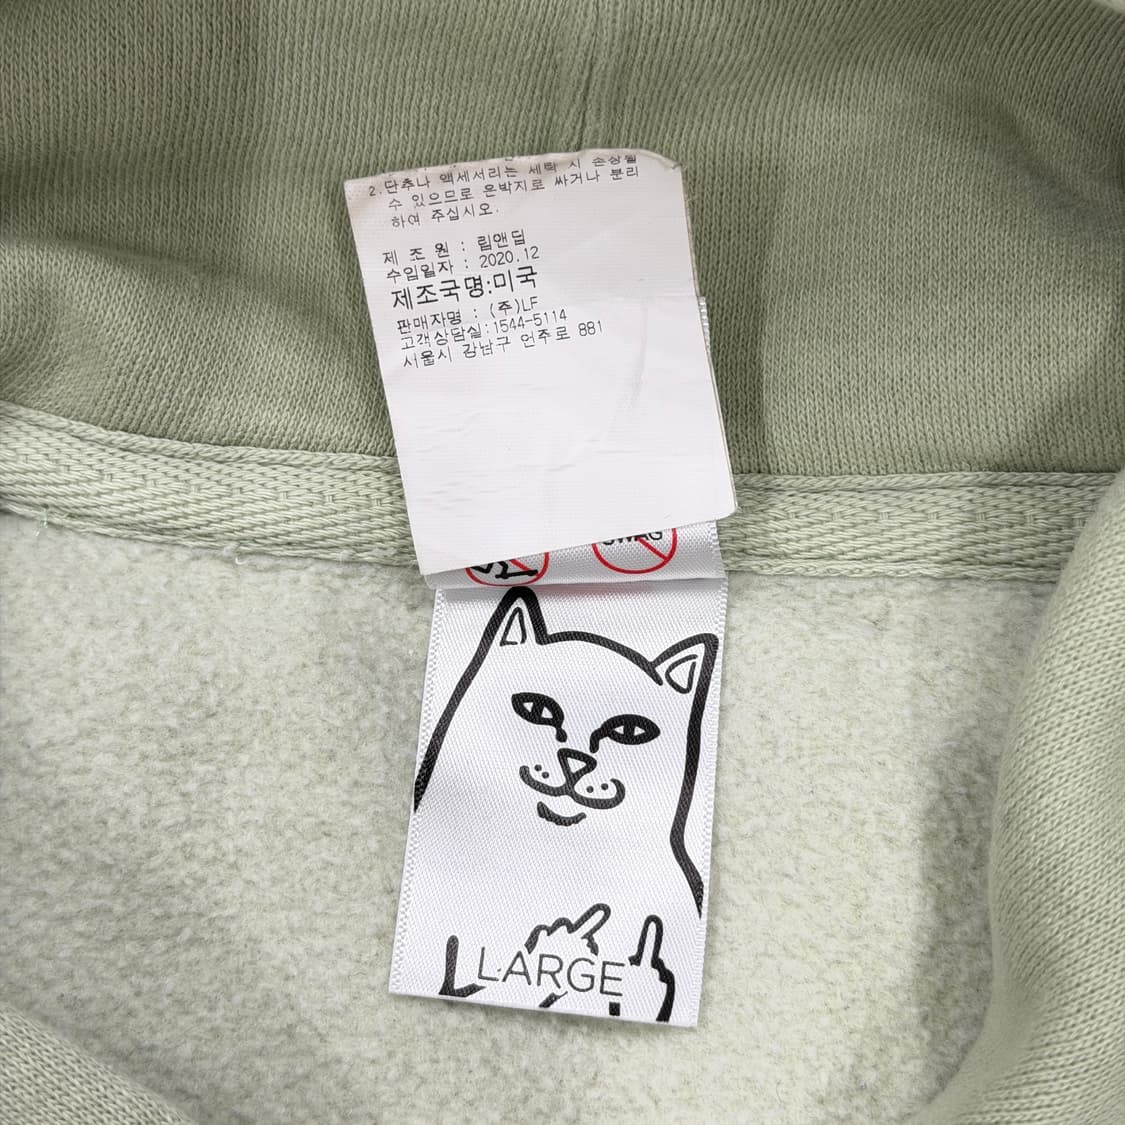 2.단추나 액세서리는 세탁 시 손상될
수 있으므로 은박지로 싸거나 분리
하여 주십시오.
제 조 원 : 립앤딥
수입일자 : 2020.12
제조국명:미국
판매자명 : (주)LF
고객상담실:1544-5114
서울시 강남구 언주로 881
SWAG
LARGE